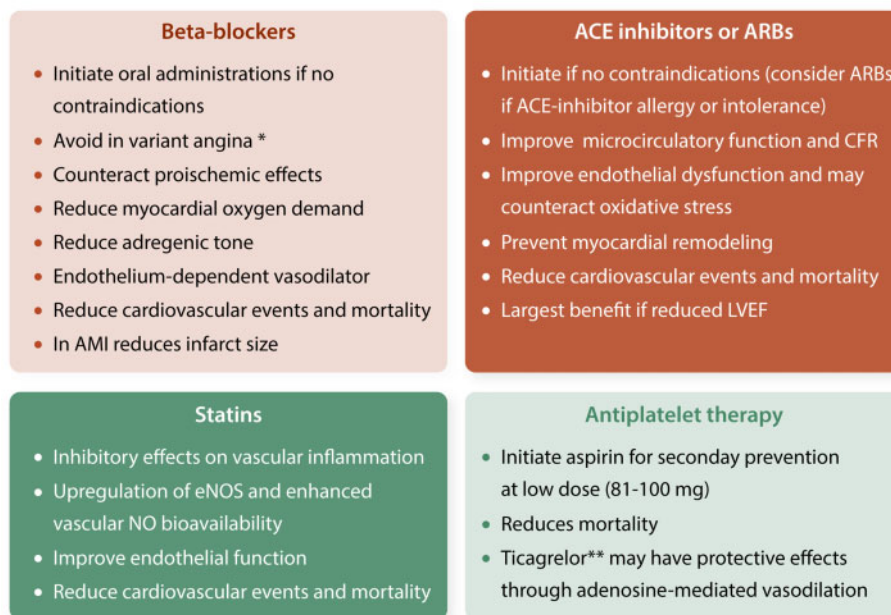 Beta-blockers
• Initiate oral administrations if no
contraindications
• Avoid in variant angina *
• Counteract proischemic effects
• Reduce myocardial oxygen demand
• Reduce adregenic tone
• Endothelium-dependent vasodilator
• Reduce cardiovascular events and mortality
• In AMI reduces infarct size
ACE inhibitors or ARBs
• Initiate if no contraindications (consider ARBs
if ACE-inhibitor allergy or intolerance)
• Improve microcirculatory function and CFR
• Improve endothelial dysfunction and may
counteract oxidative stress
• Prevent myocardial remodeling
• Reduce cardiovascular events and mortality
• Largest benefit if reduced LVEF
Statins
• Inhibitory effects on vascular inflammation
• Upregulation of eNOS and enhanced
vascular NO bioavailability
• Improve endothelial function
• Reduce cardiovascular events and mortality
Antiplatelet therapy
• Initiate aspirin for seconday prevention
at low dose (81-100 mg)
• Reduces mortality
• Ticagrelor** may have protective effects
through adenosine-mediated vasodilation